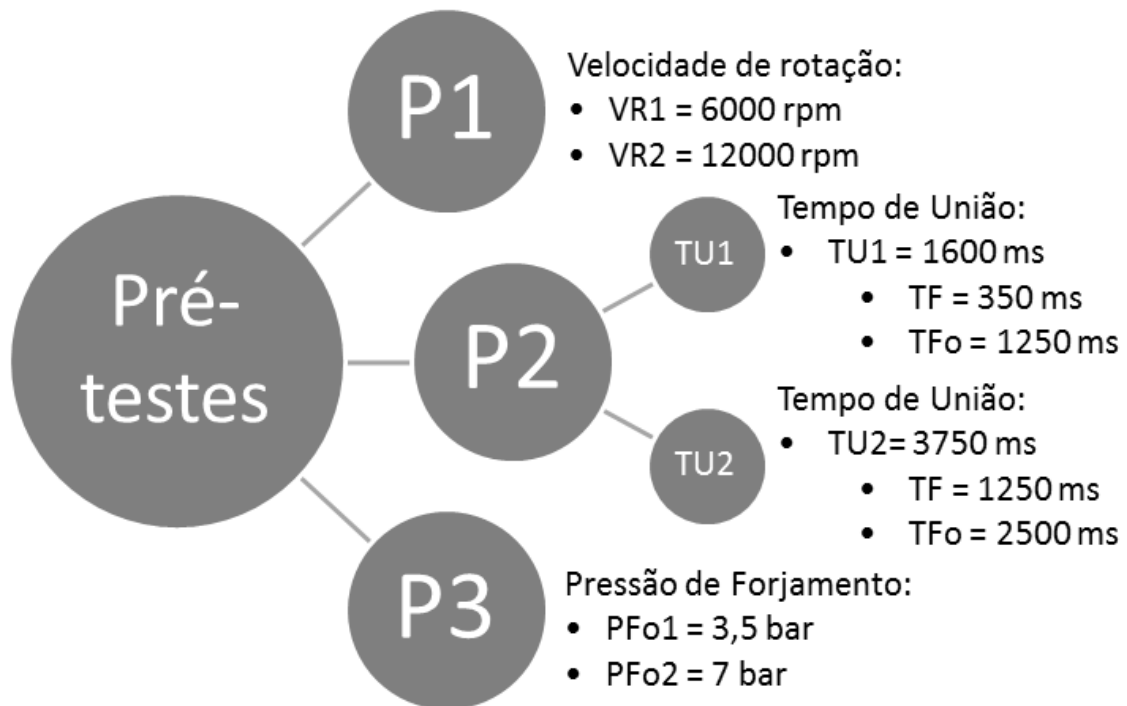 P1
Velocidade de rotação:
• VR1 = 6000 rpm
• VR2 = 12000 rpm
Pré-
testes
P2
TU1
Tempo de União:
• TU1 = 1600 ms
• TF = 350 ms
• TFo = 1250 ms
TU2
Tempo de União:
• TU2= 3750 ms
• TF = 1250 ms
• TFo = 2500 ms
P3
Pressão de Forjamento:
• PFo1 = 3,5 bar
• PFo2 = 7 bar